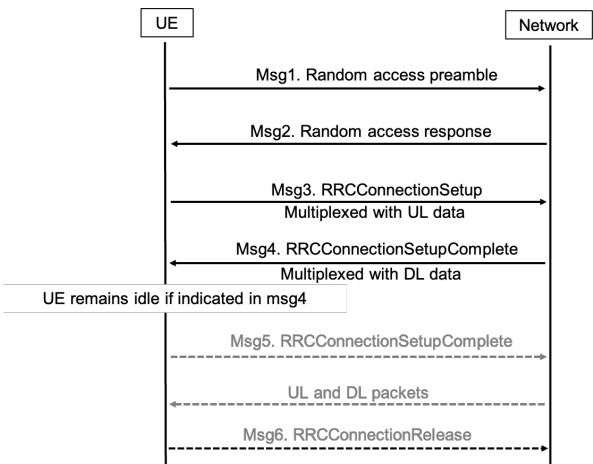 UE
Network
Msg1. Random access preamble
Msg2. Random access response
Msg3. RRCConnectionSetup
Multiplexed with UL data
Msg4. RRCConnectionSetupComplete
Multiplexed with DL data
UE remains idle if indicated in msg4
Msg5. RRCConnectionSetupComplete
UL and DL packets
Msg6. RRCConnectionRelease